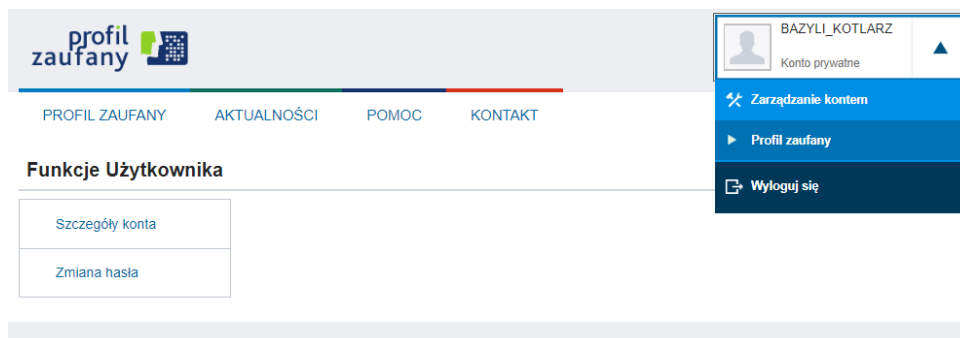 profil
zaufany
BAZYLI_KOTLARZ
Konto prywatne
Zarządzanie kontem
Profil zaufany
Wyloguj się
PROFIL ZAUFANY
AKTUALNOŚCI
POMOC
KONTAKT
Funkcje Użytkownika
Szczegóły konta
Zmiana hasła